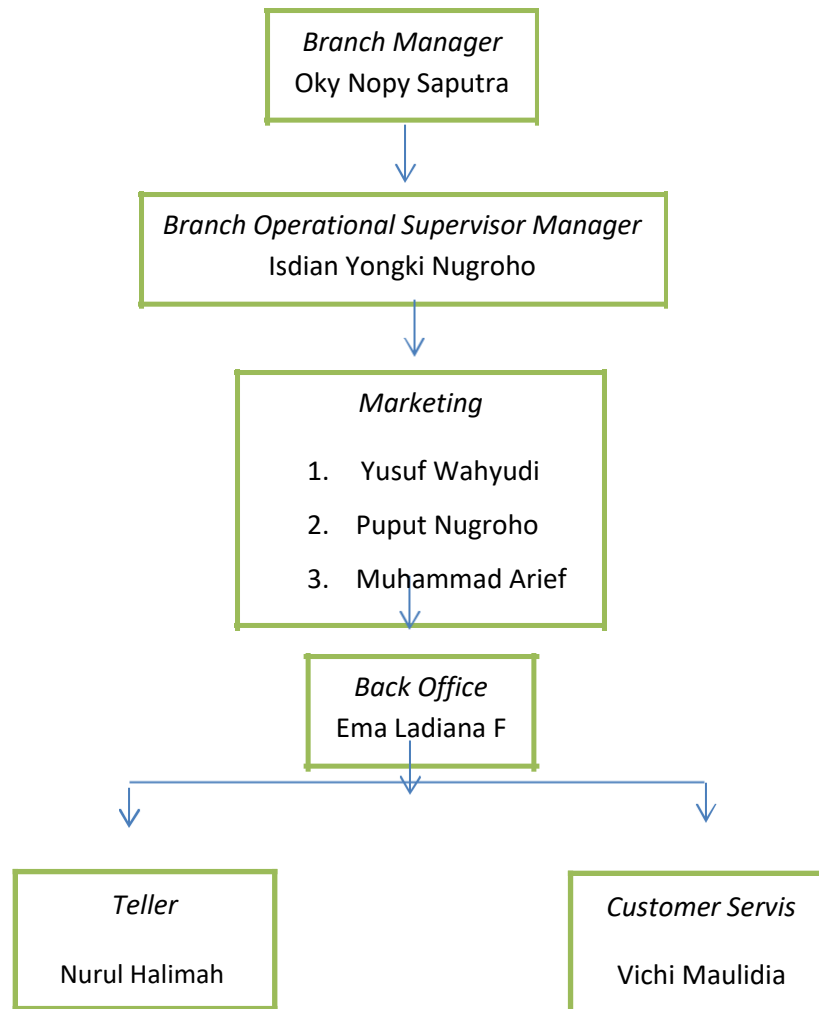 Branch Manager
Oky Nopy Saputra
Branch Operational Supervisor Manager
Isdian Yongki Nugroho
Marketing
1. Yusuf Wahyudi
2. Puput Nugroho
3. Muhammad Arief
Back Office
Ema Ladiana F
Teller
Nurul Halimah
Customer Servis
Vichi Maulidia